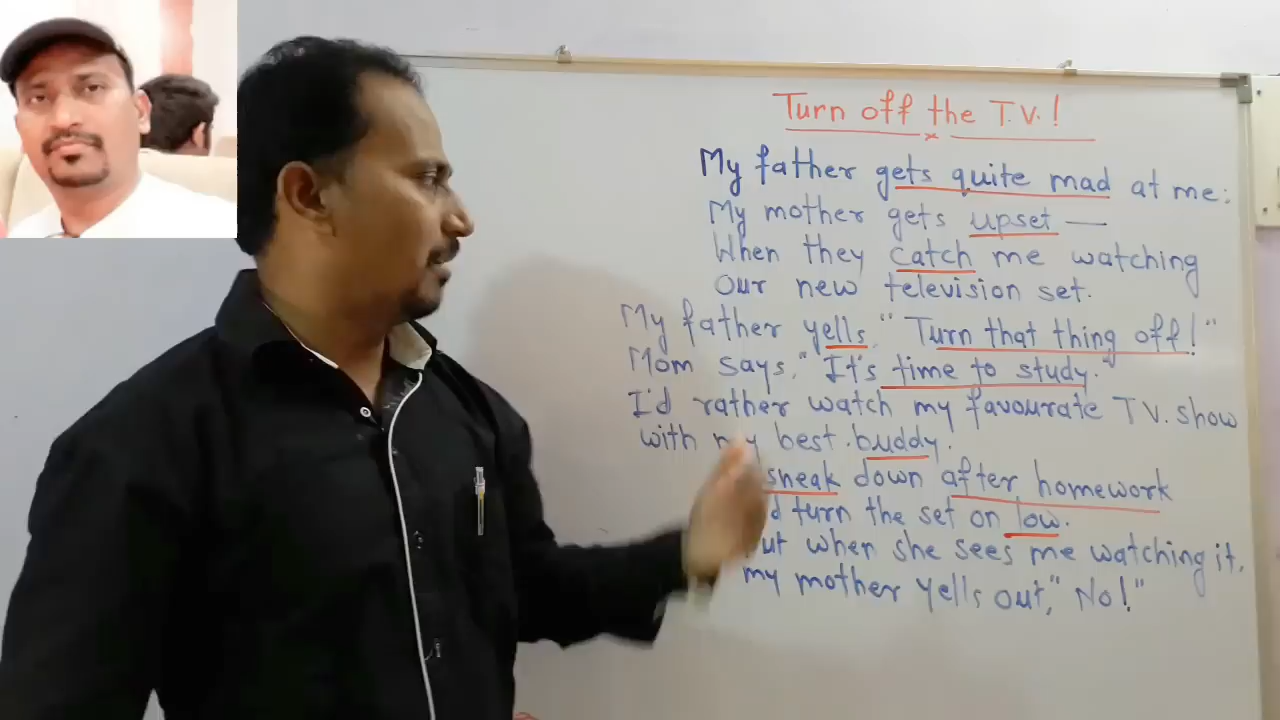 Turn off the T.V.!
My father gets quite mad at me:
My mother gets upset —
When they catch me watching
Our new television set.
My father yells, "Turn that thing off!"
Mom says, "It's time to study."
I'd rather watch my favourate T.V. show
with my best buddy.
sneak down after homework
turn the set on low.
But when she sees me watching it,
my mother yells out, "No!"